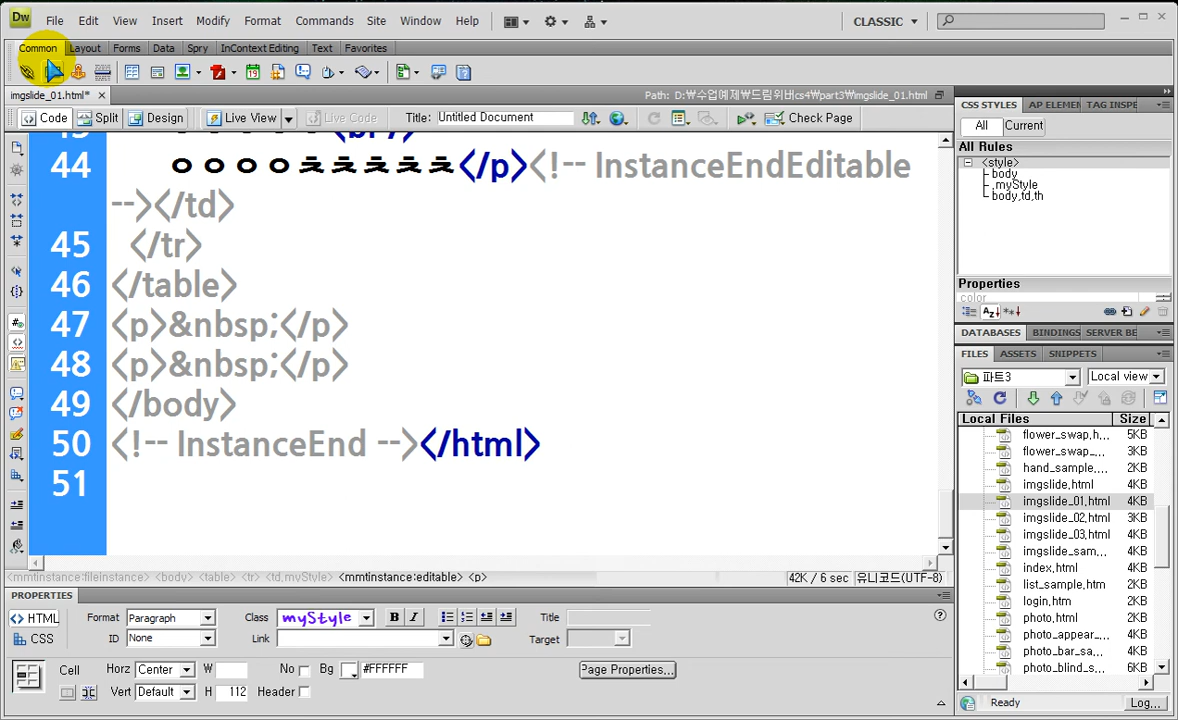 Dw File Edit View Insert Modify Format Commands Site Window Help CLASSIC
Common Layout Forms Data Spry InContext Editing Text Favorites
imgslide_01.html*
Path: D:₩수업예제₩드림위버cs4₩part3₩imgslide_01.html
Code Split Design Live View Live Code Title: Untitled Document Check Page
44 ㅇㅇㅇㅇㅊㅊㅊㅊㅊ</p><!-- InstanceEndEditable
--></td>
45 </tr>
46 </table>
47 <p>&nbsp;</p>
48 <p>&nbsp;</p>
49 </body>
50 <!-- InstanceEnd --></html>
51
<mmtinstance:fileinstance> <body> <table> <tr> <td.myStyle> <mmtinstance:editable> <p>
42K / 6 sec 유니코드(UTF-8)
PROPERTIES
HTML Format Paragraph Class myStyle B I Title
CSS ID None Link Target
Cell Horz Center W No Bg #FFFFFF Page Properties...
Vert Default H 112 Header
CSS STYLES AP ELEMEN TAG INSPE
All Current
All Rules
<style>
body
.myStyle
body,td,th
Properties
color
DATABASES BINDINGS SERVER BE
FILES ASSETS SNIPPETS
파트3 Local view
Local Files Size
flower_swap,h... 5KB
flower_swap_... 4KB
hand_sample,... 2KB
imgslide,html 4KB
imgslide_01,html 4KB
imgslide_02,html 3KB
imgslide_03,html 4KB
imgslide_sam... 4KB
index,html 2KB
list_sample,htm 2KB
login,htm 2KB
photo,html 2KB
photo_appear... 4KB
photo_bar_sa... 2KB
photo_blind_s... 6KB
Ready Log...